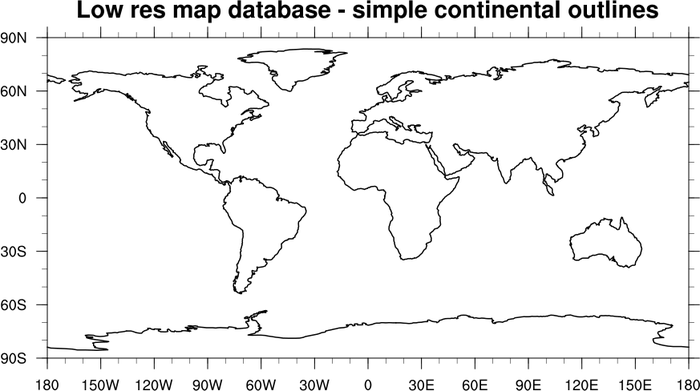 Low res map database - simple continental outlines
90N
60N
30N
0
30S
60S
90S
180 150W 120W 90W 60W 30W 0 30E 60E 90E 120E 150E 180